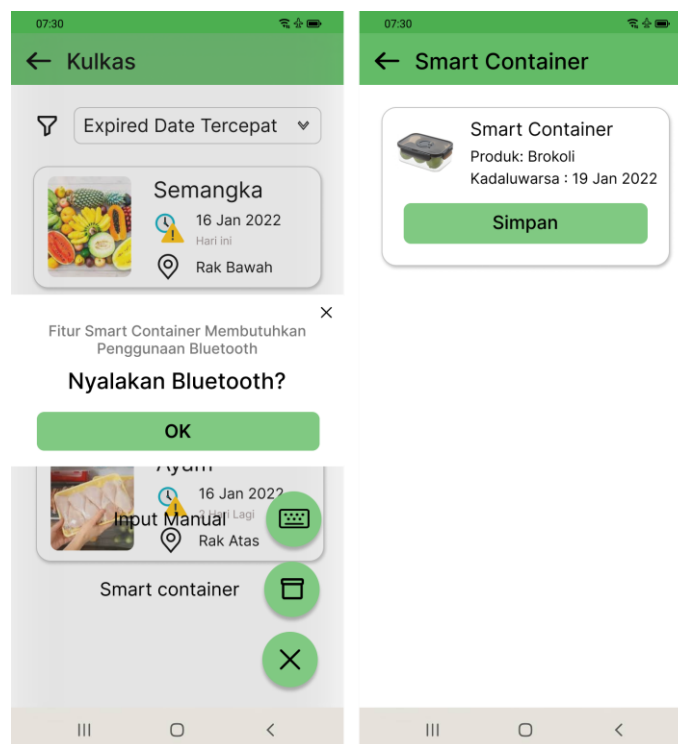 07:30
Kulkas
Expired Date Tercepat
Semangka
16 Jan 2022
Hari ini
Rak Bawah
Fitur Smart Container Membutuhkan
Penggunaan Bluetooth
Nyalakan Bluetooth?
OK
Ayam
16 Jan 2022
2 Hari Lagi
Input Manual
Rak Atas
Smart container
07:30
Smart Container
Smart Container
Produk: Brokoli
Kadaluwarsa : 19 Jan 2022
Simpan